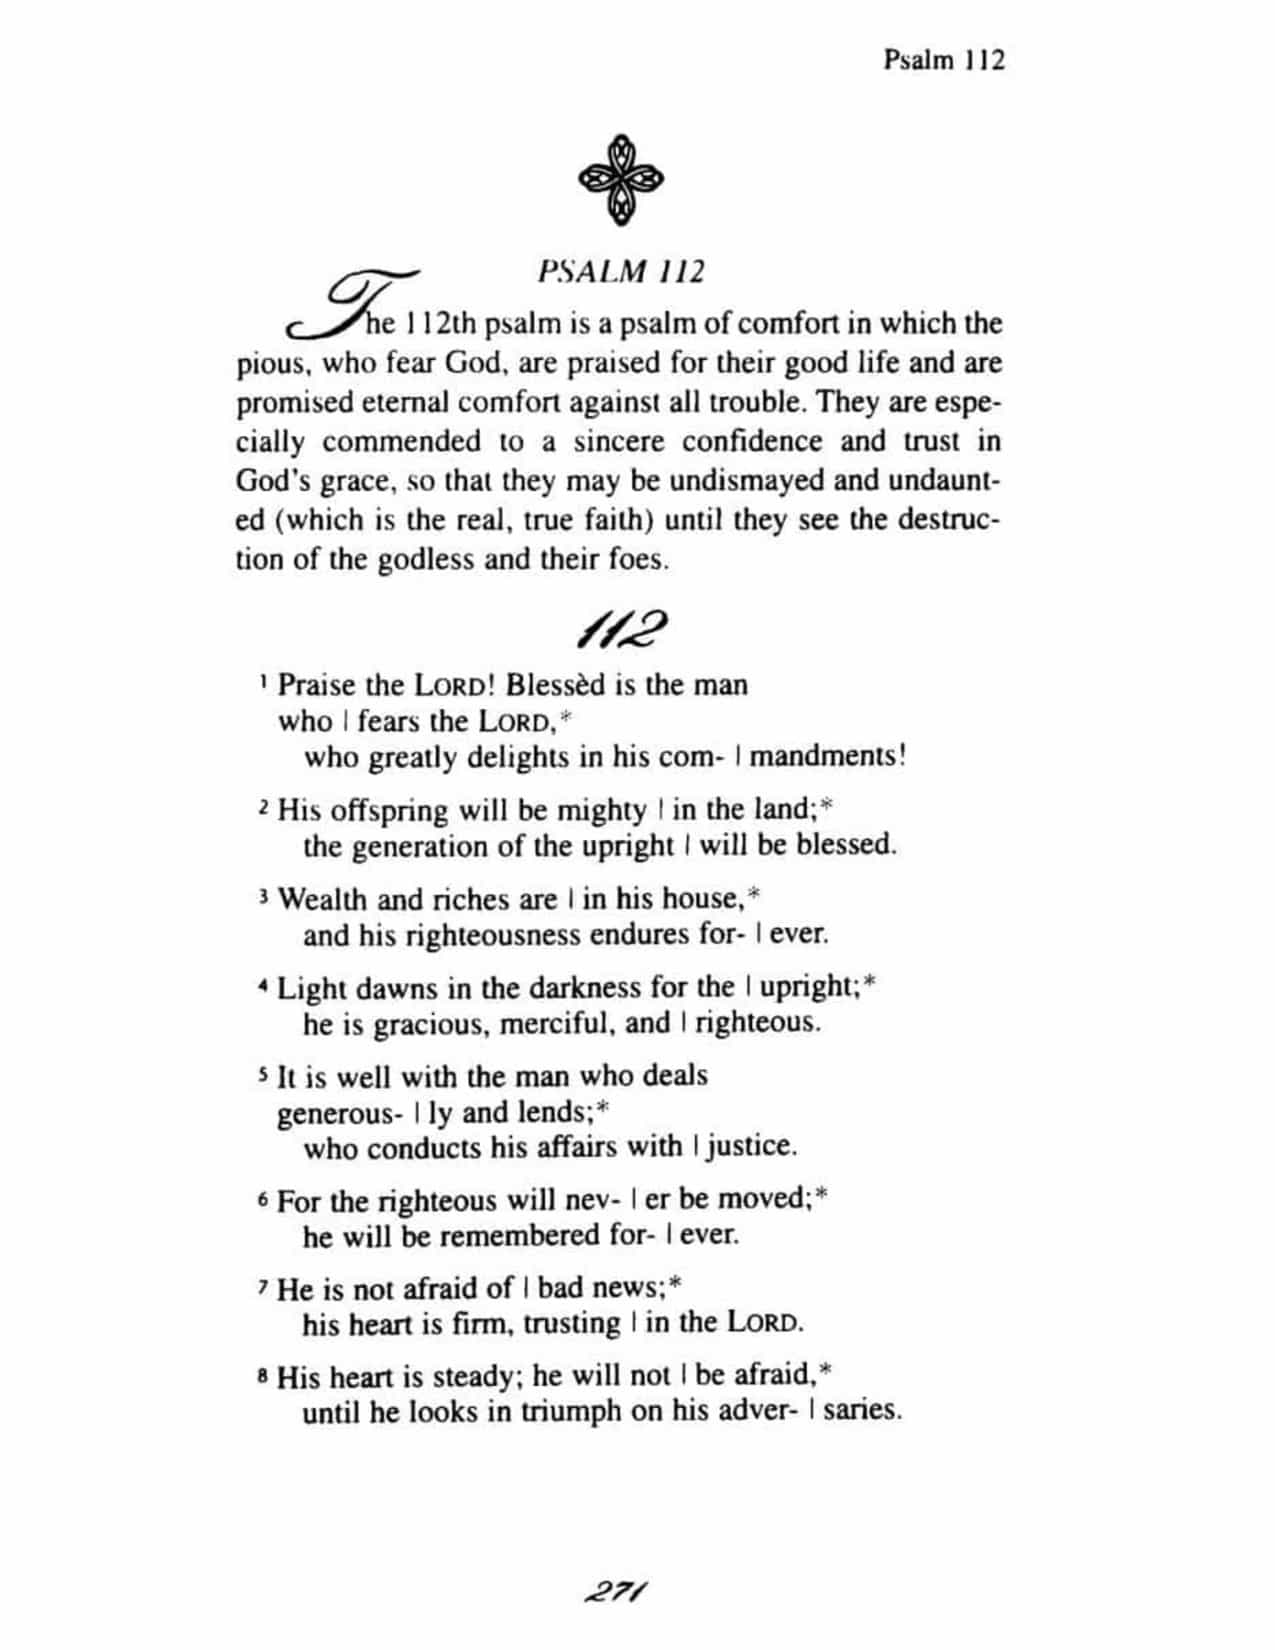 Psalm 112
PSALM 112
The 112th psalm is a psalm of comfort in which the
pious, who fear God, are praised for their good life and are
promised eternal comfort against all trouble. They are espe-
cially commended to a sincere confidence and trust in
God's grace, so that they may be undismayed and undaunt-
ed (which is the real, true faith) until they see the destruc-
tion of the godless and their foes.
112
1 Praise the LORD! Blessèd is the man
who | fears the LORD,*
who greatly delights in his com- | mandments!
2 His offspring will be mighty | in the land;*
the generation of the upright | will be blessed.
3 Wealth and riches are | in his house,*
and his righteousness endures for- | ever.
4 Light dawns in the darkness for the | upright;*
he is gracious, merciful, and | righteous.
5 It is well with the man who deals
generous- | ly and lends;*
who conducts his affairs with | justice.
6 For the righteous will nev- | er be moved;*
he will be remembered for- | ever.
7 He is not afraid of | bad news;*
his heart is firm, trusting | in the LORD.
8 His heart is steady; he will not | be afraid,*
until he looks in triumph on his adver- | saries.
271